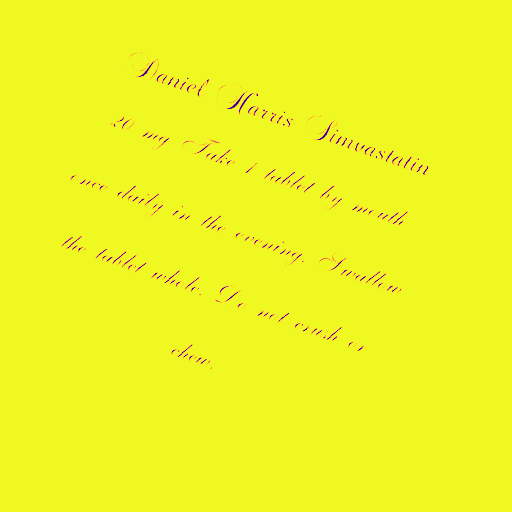 Daniel Harris Simvastatin
20 mg Take 1 tablet by mouth
once daily in the evening. Swallow
the tablet whole. Do not crush or
chew.